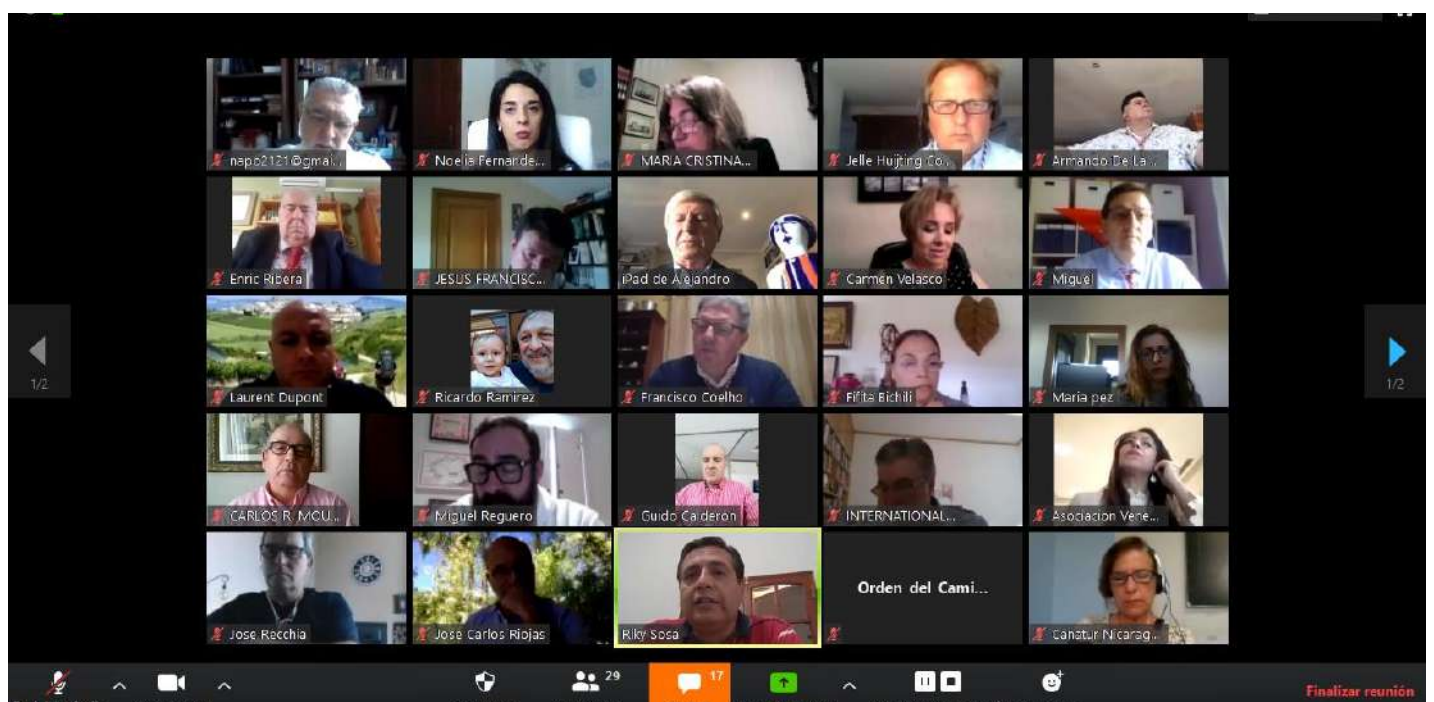 napo2121@gmai...
Noelia Fernande...
MARIA CRISTINA...
Jelle Huijting Co...
Armando De La...
Enric Ribera
JESUS FRANCISC...
iPad de Alejandro
Carmen Velasco
Miguel
Laurent Dupont
Ricardo Ramirez
Francisco Coelho
Fifita Bichili
Maria pez
1/2
1/2
CARLOS R. MOU...
Miguel Reguero
Guido Calderon
INTERNATIONAL...
Asociacion Vene...
Jose Recchia
Jose Carlos Riojas
Riky Sosa
Orden del Cami...
Canatur Nicarag...
29
17
Finalizar reunión